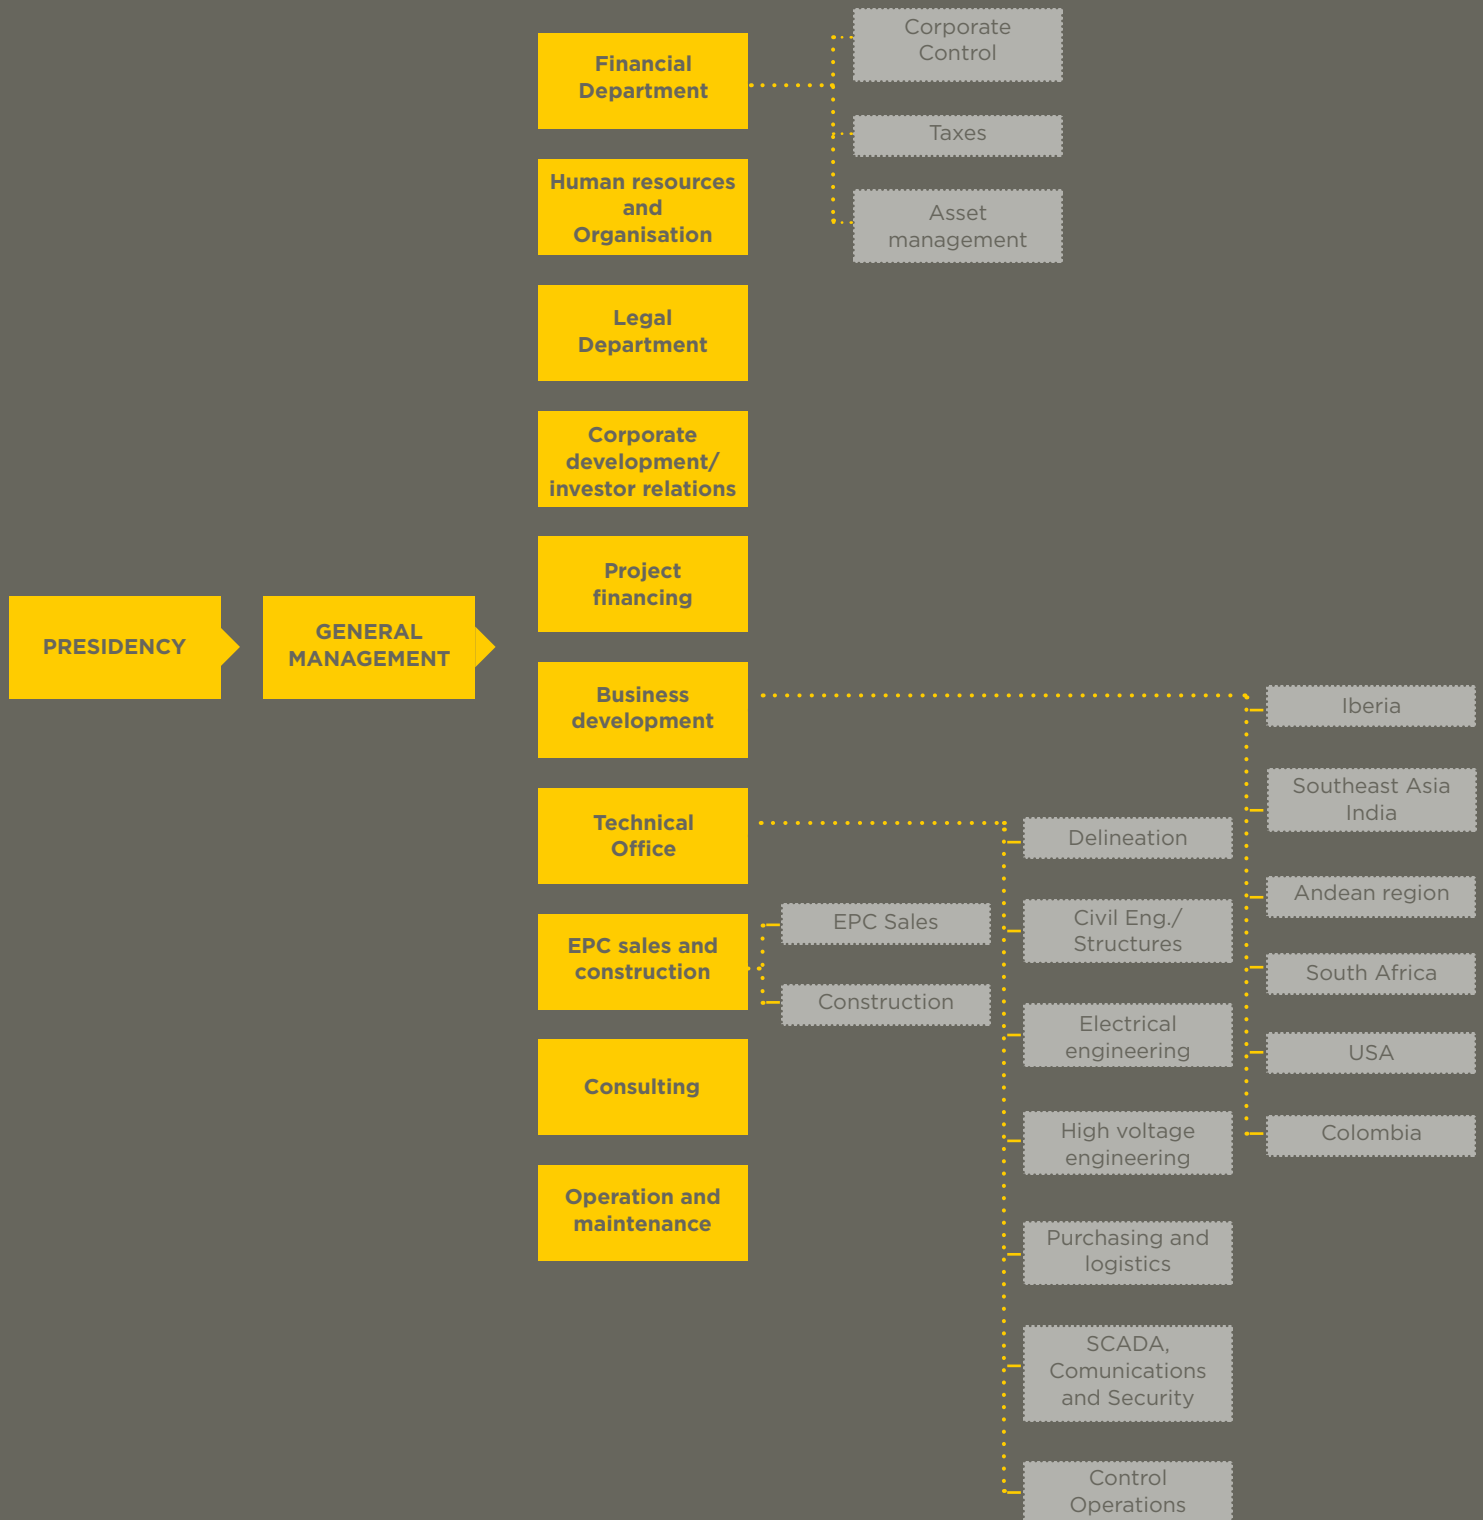 PRESIDENCY
GENERAL
MANAGEMENT
Financial
Department
Corporate
Control
Taxes
Asset
management
Human resources
and
Organisation
Legal
Department
Corporate
development/
investor relations
Project
financing
Business
development
Iberia
Southeast Asia
India
Andean region
South Africa
USA
Colombia
Technical
Office
Delineation
Civil Eng./
Structures
Electrical
engineering
High voltage
engineering
Purchasing and
logistics
SCADA,
Comunications
and Security
Control
Operations
EPC sales and
construction
EPC Sales
Construction
Consulting
Operation and
maintenance